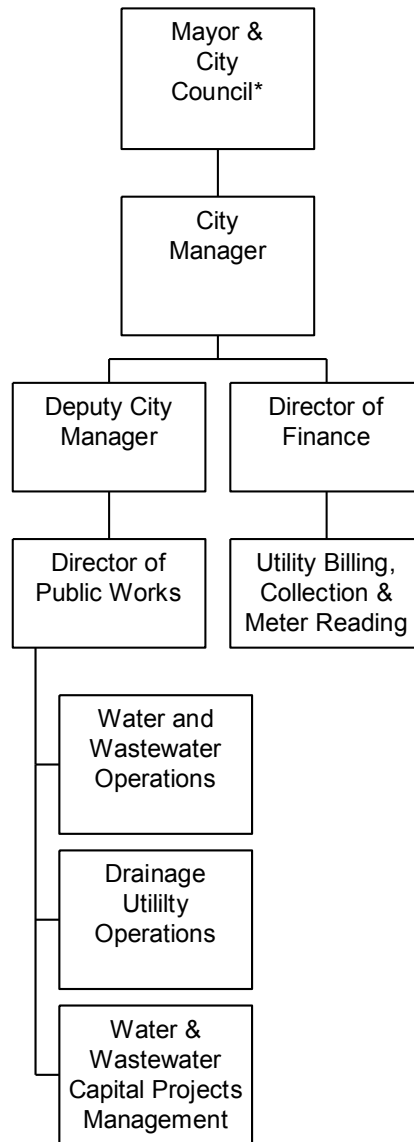 Mayor &
City
Council*
City
Manager
Deputy City
Manager
Director of
Finance
Director of
Public Works
Utility Billing,
Collection &
Meter Reading
Water and
Wastewater
Operations
Drainage
Utililty
Operations
Water &
Wastewater
Capital Projects
Management